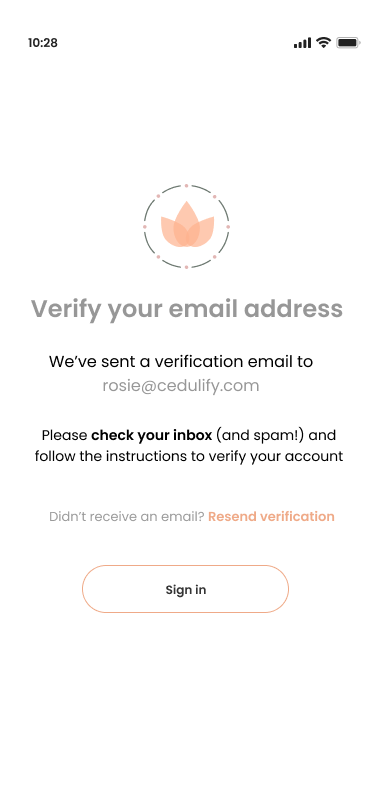 10:28
Verify your email address
We’ve sent a verification email to
rosie@cedulify.com
Please check your inbox (and spam!) and
follow the instructions to verify your account
Didn’t receive an email? Resend verification
Sign in